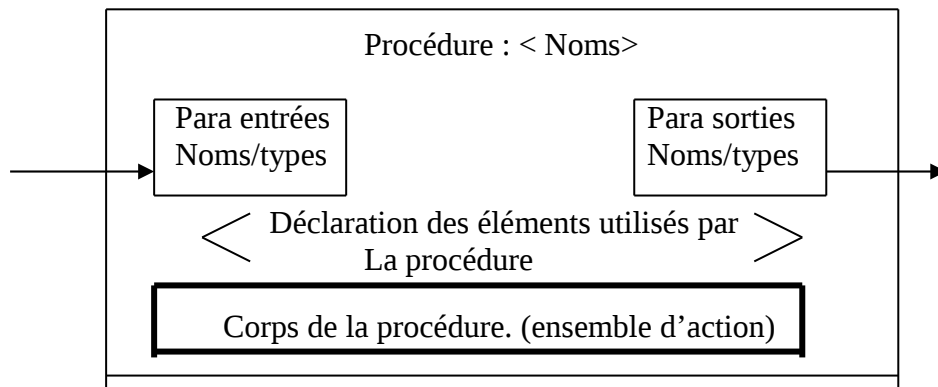 Procédure : < Noms>
Para entrées
Noms/types
Para sorties
Noms/types
Déclaration des éléments utilisés par
La procédure
Corps de la procédure. (ensemble d’action)